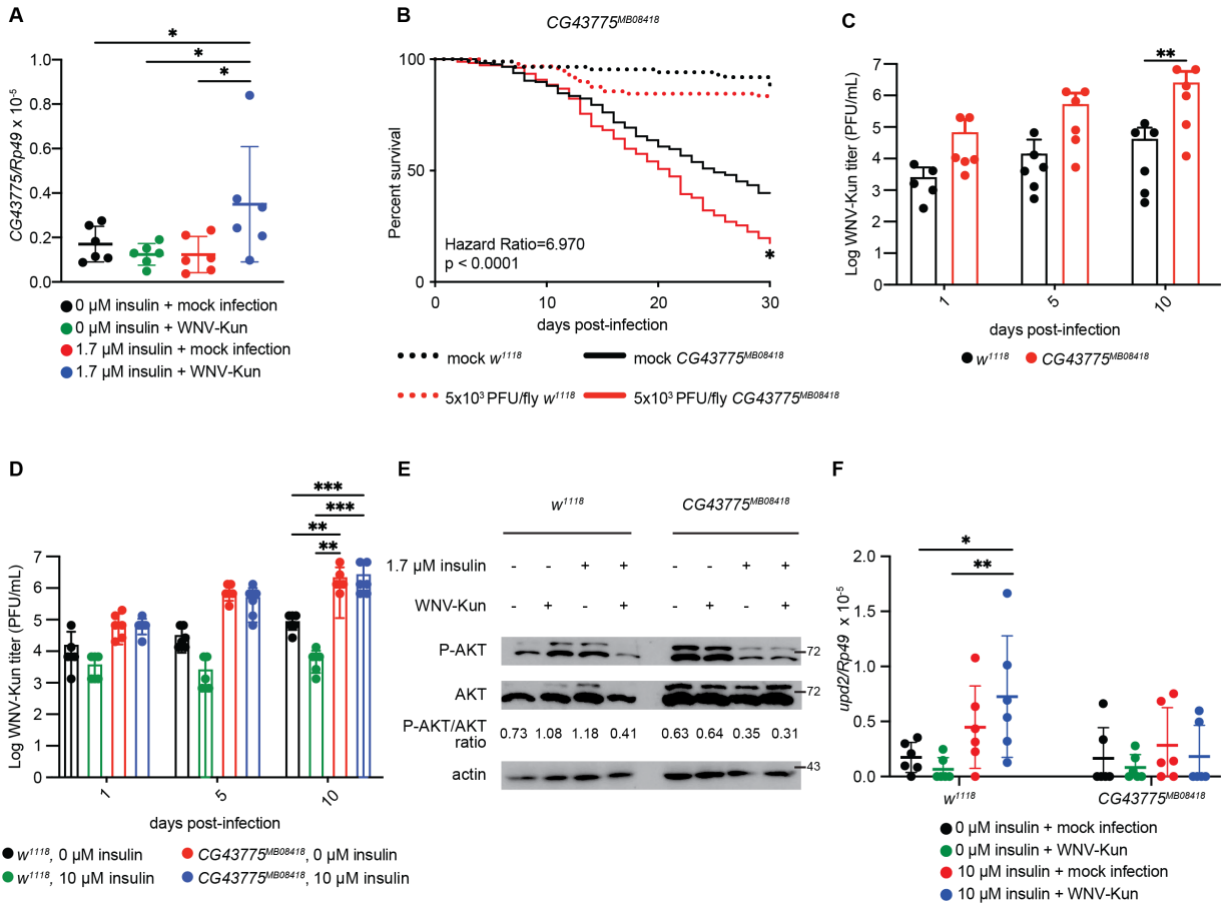 A
CG43775/Rp49 x 10⁻⁵
1.0
0.8
0.6
0.4
0.2
0.0
*
*
*
0 µM insulin + mock infection
0 µM insulin + WNV-Kun
1.7 µM insulin + mock infection
1.7 µM insulin + WNV-Kun
B
CG43775ᴹᴮ⁰⁸⁴¹⁸
Percent survival
100
50
0
Hazard Ratio=6.970
p < 0.0001
*
0 10 20 30
days post-infection
mock w¹¹¹⁸ mock CG43775ᴹᴮ⁰⁸⁴¹⁸
5x10³ PFU/fly w¹¹¹⁸ 5x10³ PFU/fly CG43775ᴹᴮ⁰⁸⁴¹⁸
C
Log WNV-Kun titer (PFU/mL)
7
6
5
4
3
2
1
0
**
1 5 10
days post-infection
w¹¹¹⁸ CG43775ᴹᴮ⁰⁸⁴¹⁸
D
Log WNV-Kun titer (PFU/mL)
7
6
5
4
3
2
1
0
***
***
**
**
1 5 10
days post-infection
w¹¹¹⁸, 0 µM insulin CG43775ᴹᴮ⁰⁸⁴¹⁸, 0 µM insulin
w¹¹¹⁸, 10 µM insulin CG43775ᴹᴮ⁰⁸⁴¹⁸, 10 µM insulin
E
w¹¹¹⁸ CG43775ᴹᴮ⁰⁸⁴¹⁸
1.7 µM insulin - - + + - - + +
WNV-Kun - + - + - + - +
P-AKT 72
AKT 72
P-AKT/AKT
ratio 0.73 1.08 1.18 0.41 0.63 0.64 0.35 0.31
actin 43
F
upd2/Rp49 x 10⁻⁵
2.0
1.5
1.0
0.5
0.0
*
**
w¹¹¹⁸ CG43775ᴹᴮ⁰⁸⁴¹⁸
0 µM insulin + mock infection
0 µM insulin + WNV-Kun
10 µM insulin + mock infection
10 µM insulin + WNV-Kun